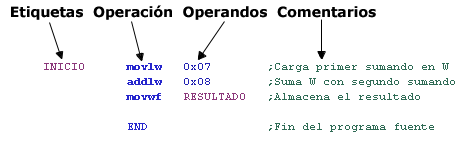 Etiquetas Operación Operandos Comentarios
INICIO movlw 0x07 ;Carga primer sumando en W
addlw 0x08 ;Suma W con segundo sumando
movwf RESULTADO ;Almacena el resultado
END ;Fin del programa fuente